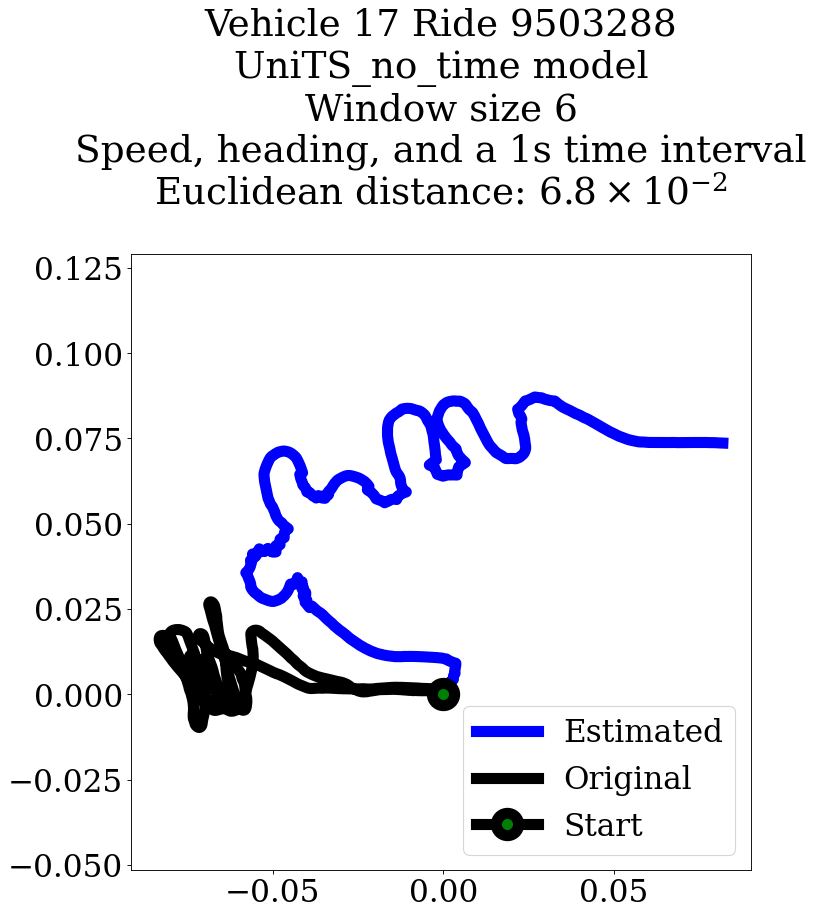 Vehicle 17 Ride 9503288
UniTS_no_time model
Window size 6
Speed, heading, and a 1s time interval
Euclidean distance: 6.8 × 10⁻²
0.125
0.100
0.075
0.050
0.025
0.000
−0.025
−0.050
Estimated
Original
Start
−0.05 0.00 0.05